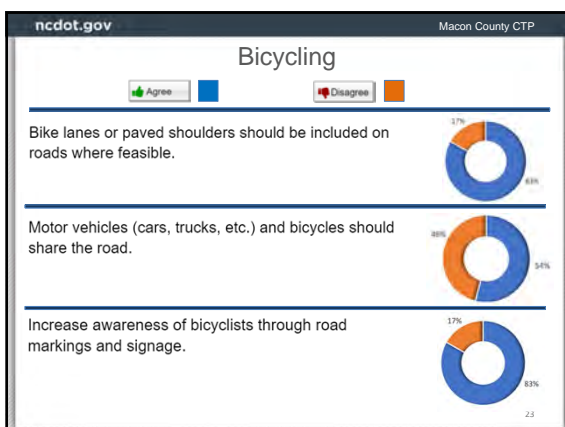 ncdot.gov
Macon County CTP
Bicycling
Agree
Disagree
Bike lanes or paved shoulders should be included on
roads where feasible.
17%
83%
Motor vehicles (cars, trucks, etc.) and bicycles should
share the road.
46%
54%
Increase awareness of bicyclists through road
markings and signage.
17%
83%
23